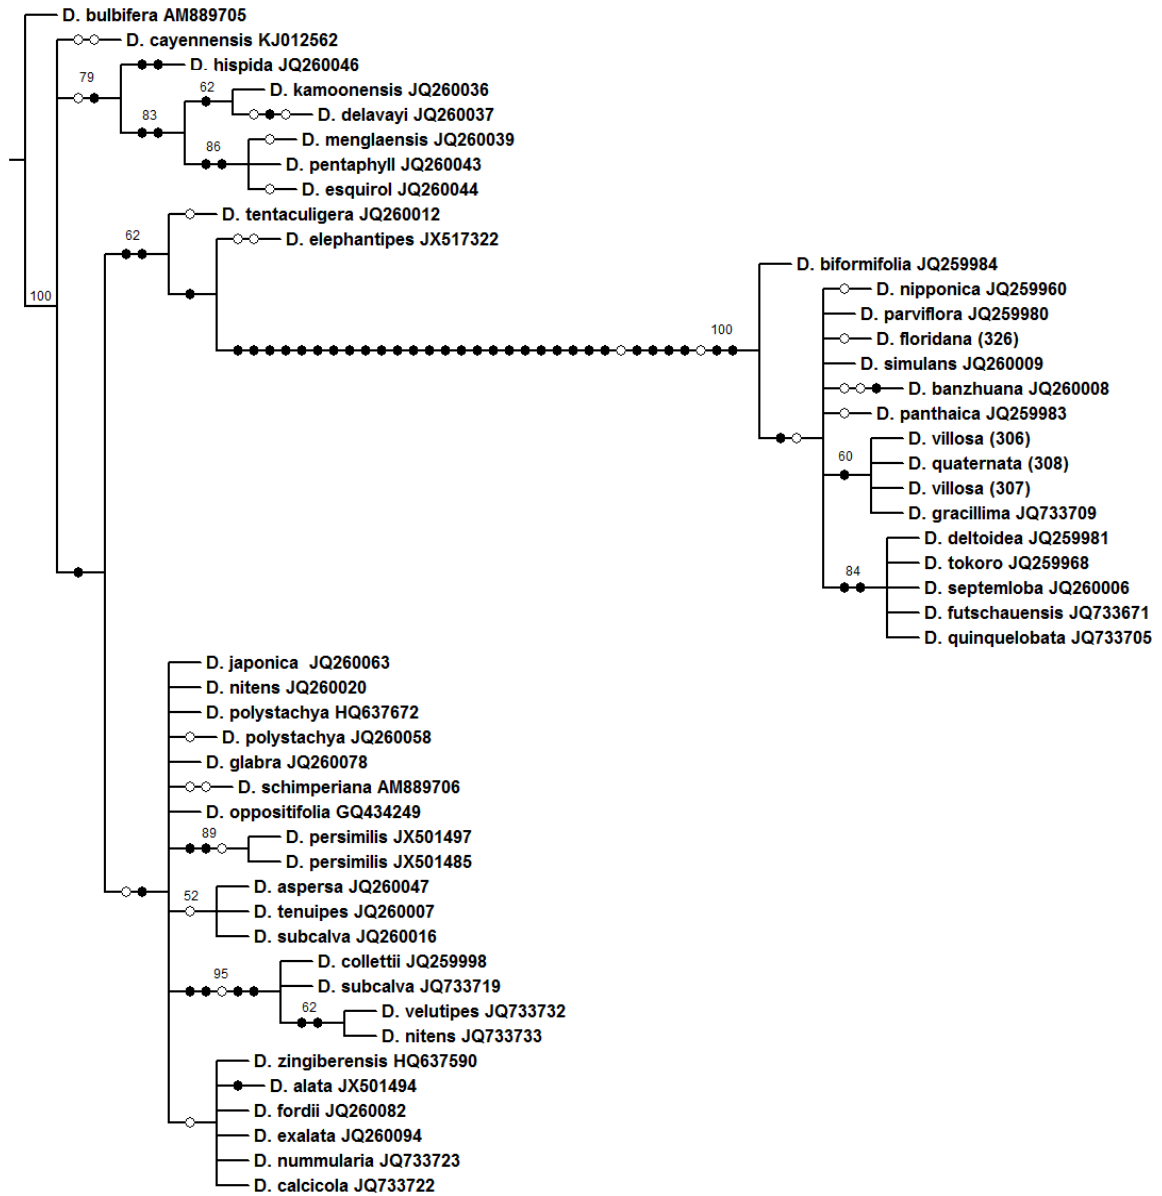 D. bulbifera AM889705
D. cayennensis KJ012562
D. hispida JQ260046
79
62
D. kamoonensis JQ260036
D. delavayi JQ260037
83
D. menglaensis JQ260039
86
D. pentaphyll JQ260043
D. esquirol JQ260044
D. tentaculigera JQ260012
62
D. elephantipes JX517322
D. biformifolia JQ259984
D. nipponica JQ259960
100
D. parviflora JQ259980
100
D. floridana (326)
D. simulans JQ260009
D. banzhuana JQ260008
D. panthaica JQ259983
D. villosa (306)
60
D. quaternata (308)
D. villosa (307)
D. gracillima JQ733709
D. deltoidea JQ259981
D. tokoro JQ259968
84
D. septemloba JQ260006
D. futschauensis JQ733671
D. quinquelobata JQ733705
D. japonica JQ260063
D. nitens JQ260020
D. polystachya HQ637672
D. polystachya JQ260058
D. glabra JQ260078
D. schimperiana AM889706
D. oppositifolia GQ434249
89
D. persimilis JX501497
D. persimilis JX501485
D. aspersa JQ260047
52
D. tenuipes JQ260007
D. subcalva JQ260016
D. collettii JQ259998
95
D. subcalva JQ733719
62
D. velutipes JQ733732
D. nitens JQ733733
D. zingiberensis HQ637590
D. alata JX501494
D. fordii JQ260082
D. exalata JQ260094
D. nummularia JQ733723
D. calcicola JQ733722